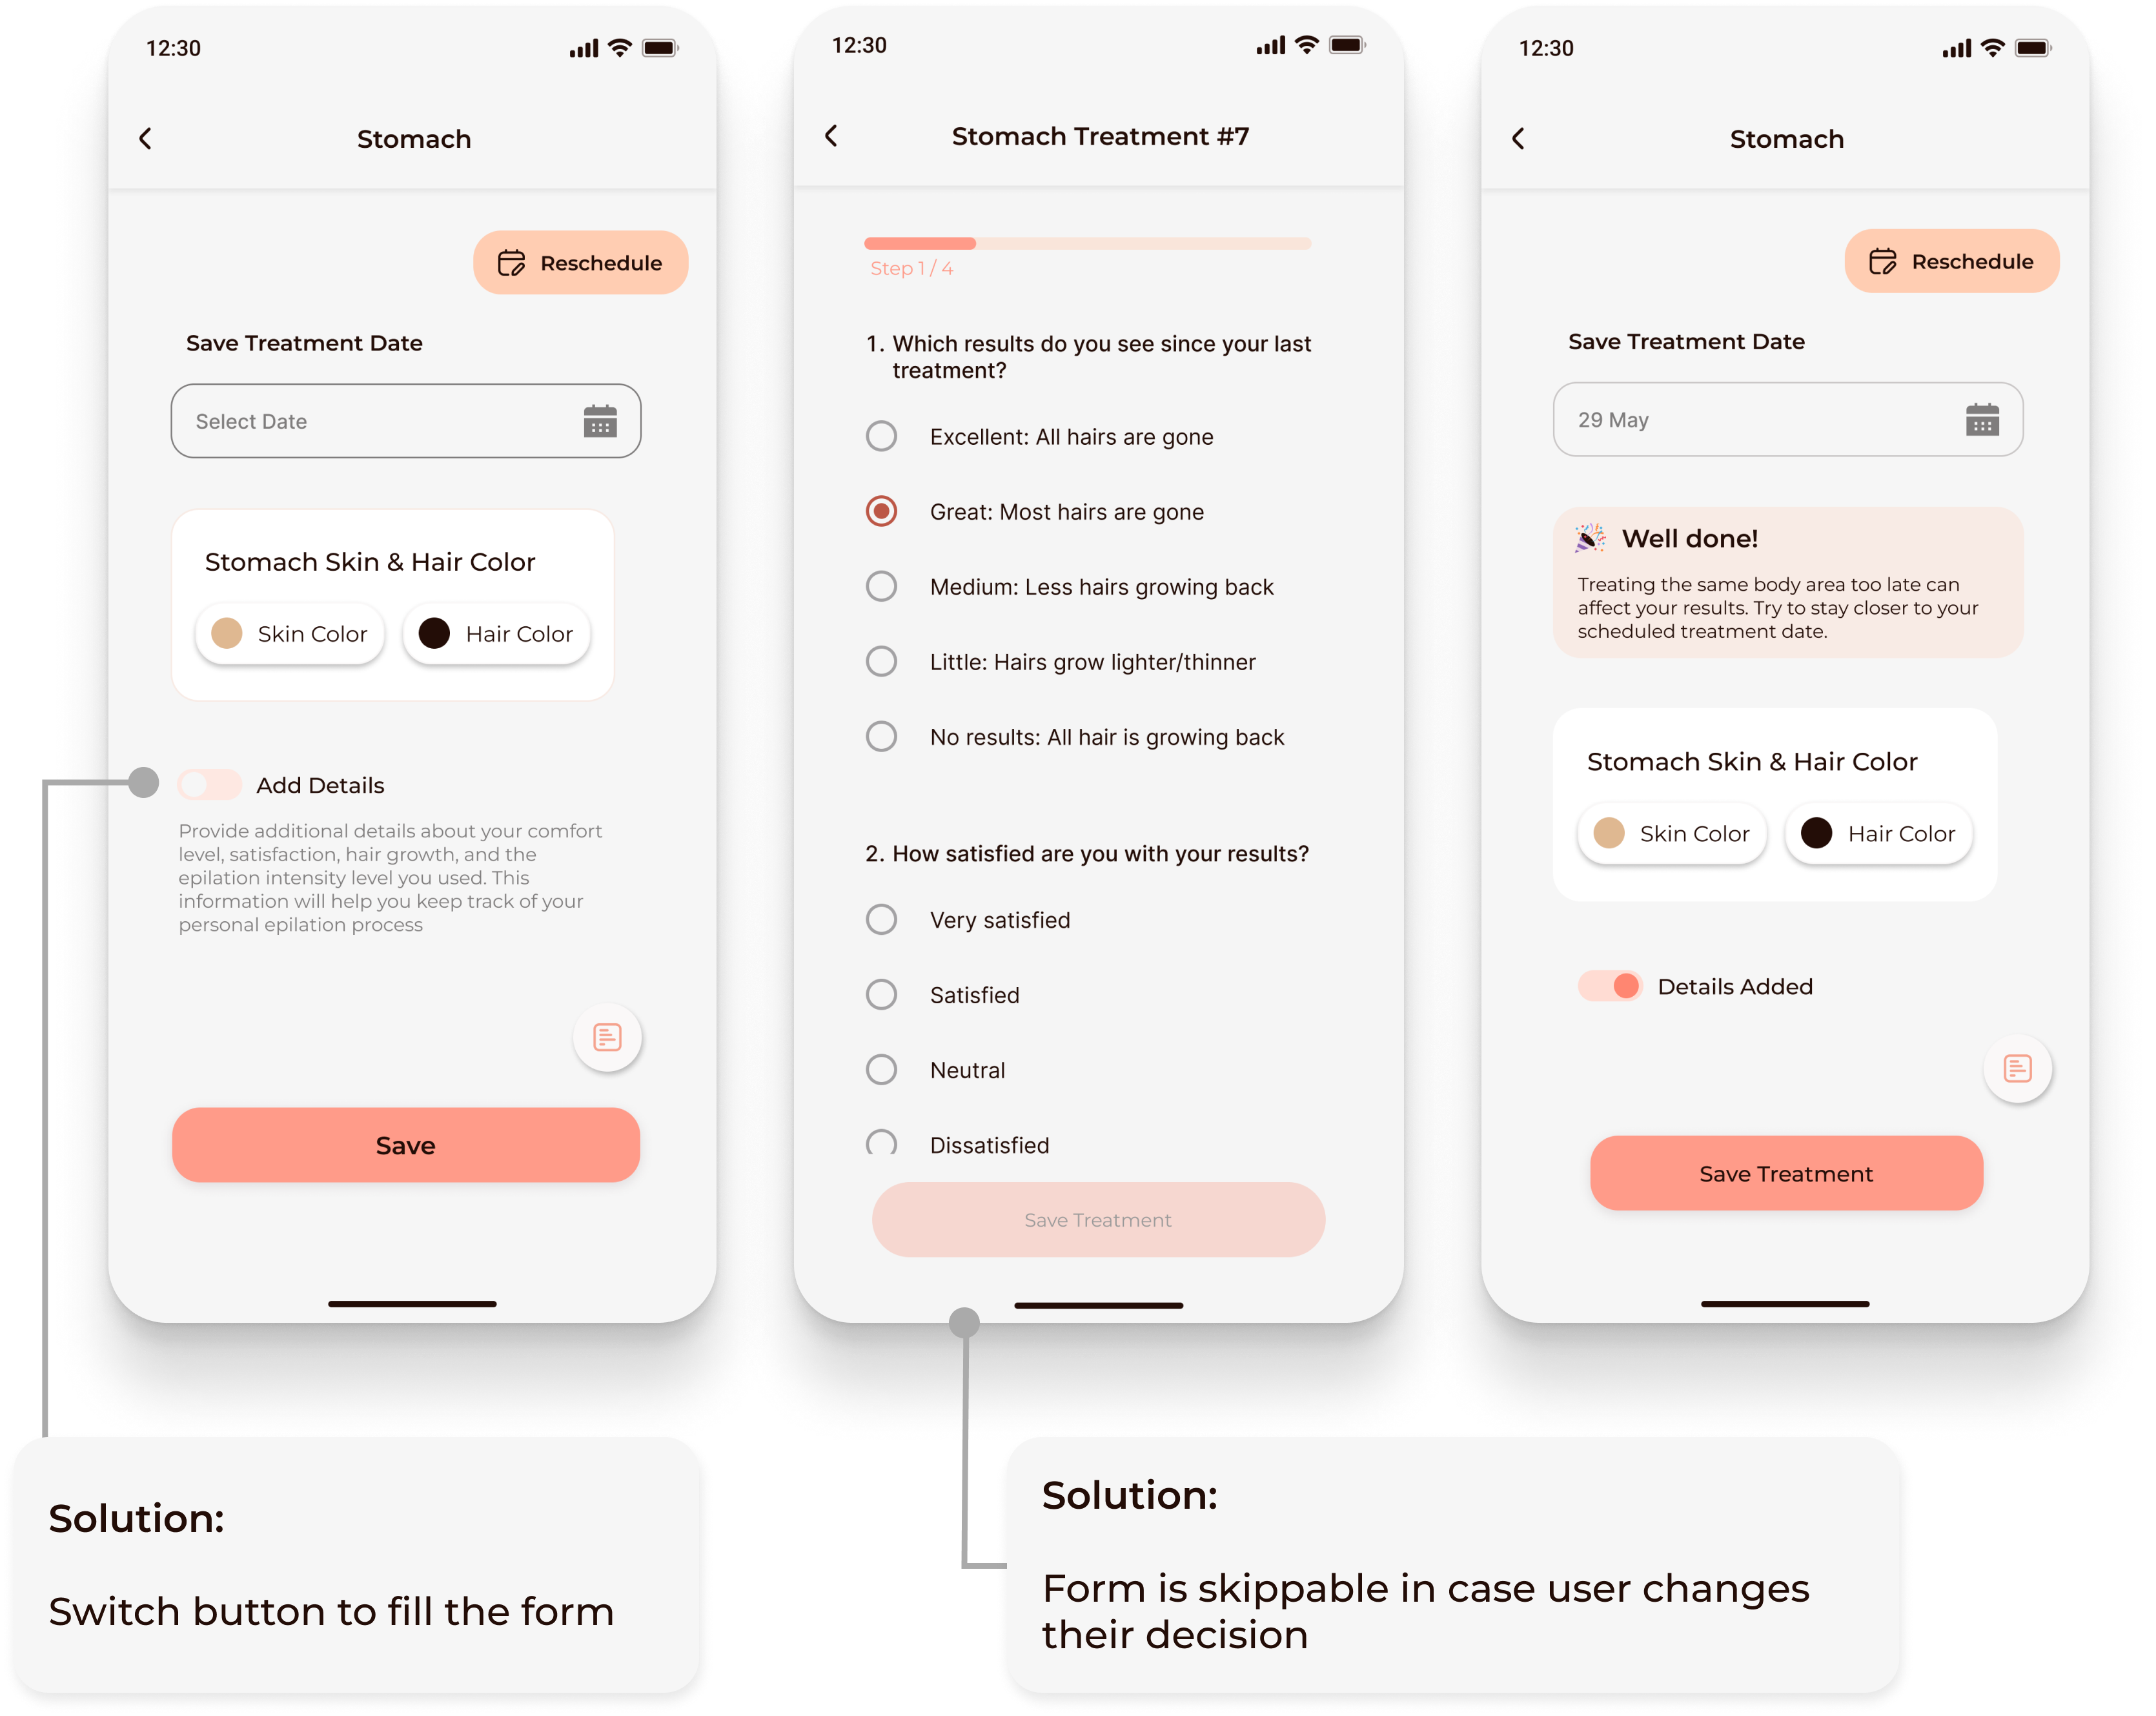 12:30
Stomach
Reschedule
Save Treatment Date
Select Date
Stomach Skin & Hair Color
Skin Color
Hair Color
Add Details
Provide additional details about your comfort
level, satisfaction, hair growth, and the
epilation intensity level you used. This
information will help you keep track of your
personal epilation process
Save
12:30
Stomach Treatment #7
Step 1 / 4
1. Which results do you see since your last
treatment?
Excellent: All hairs are gone
Great: Most hairs are gone
Medium: Less hairs growing back
Little: Hairs grow lighter/thinner
No results: All hair is growing back
2. How satisfied are you with your results?
Very satisfied
Satisfied
Neutral
Dissatisfied
Save Treatment
12:30
Stomach
Reschedule
Save Treatment Date
29 May
Well done!
Treating the same body area too late can
affect your results. Try to stay closer to your
scheduled treatment date.
Stomach Skin & Hair Color
Skin Color
Hair Color
Details Added
Save Treatment
Solution:
Switch button to fill the form
Solution:
Form is skippable in case user changes
their decision